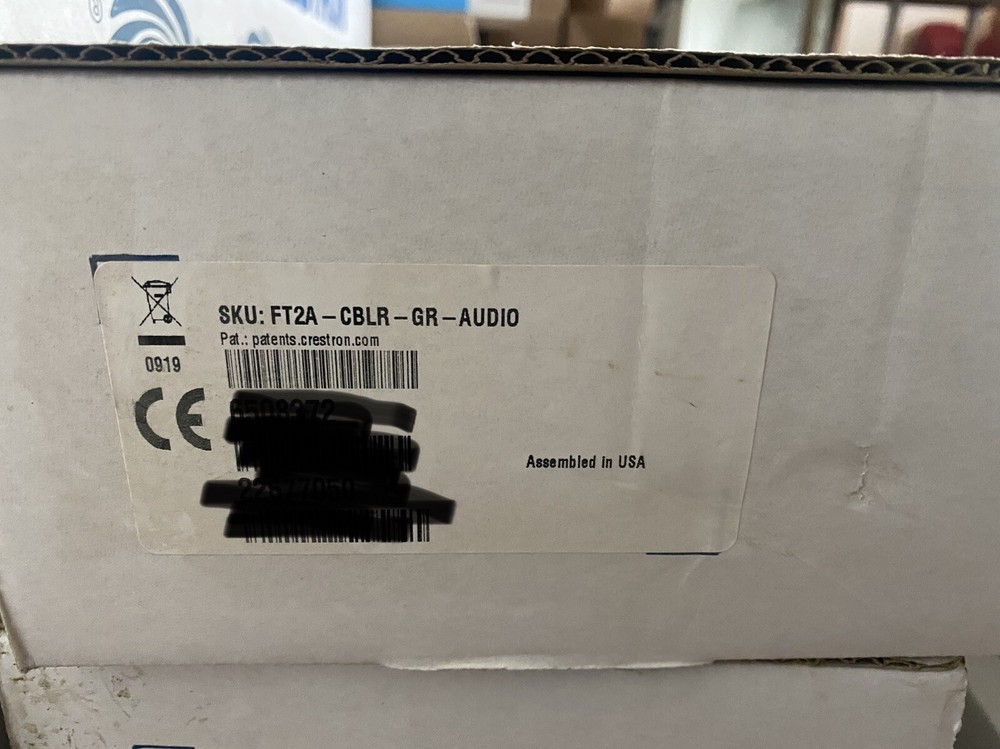 SKU: FT2A-CBLR-GR-AUDIO
Pat.: patents.crestron.com
0919
CE
Assembled in USA
®